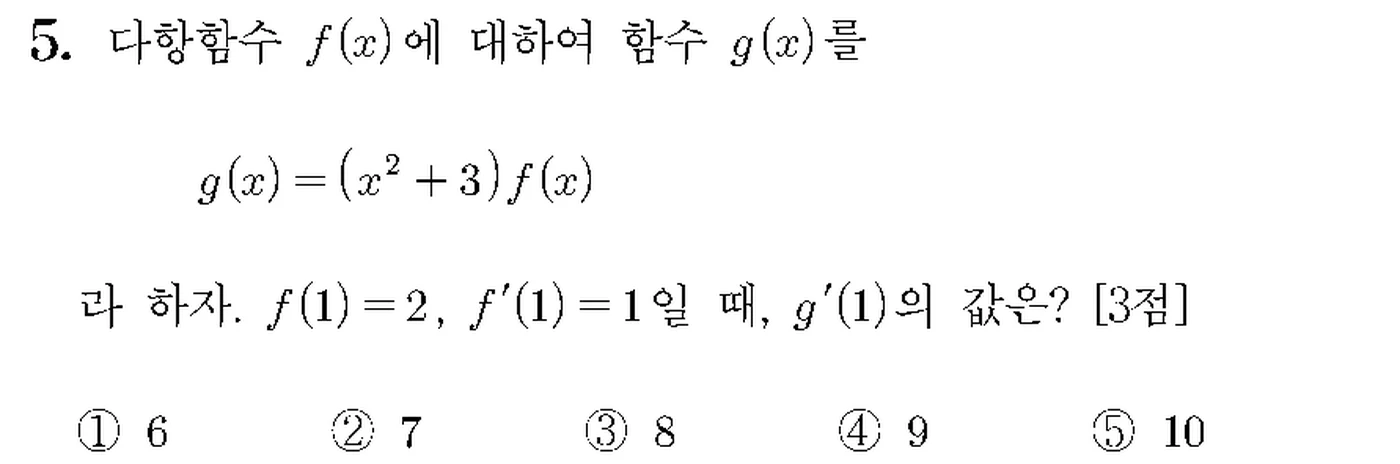 5. 다항함수 f(x)에 대하여 함수 g(x)를
g(x)=(x²+3)f(x)
라 하자. f(1)=2, f′(1)=1일 때, g′(1)의 값은? [3점]
① 6 ② 7 ③ 8 ④ 9 ⑤ 10